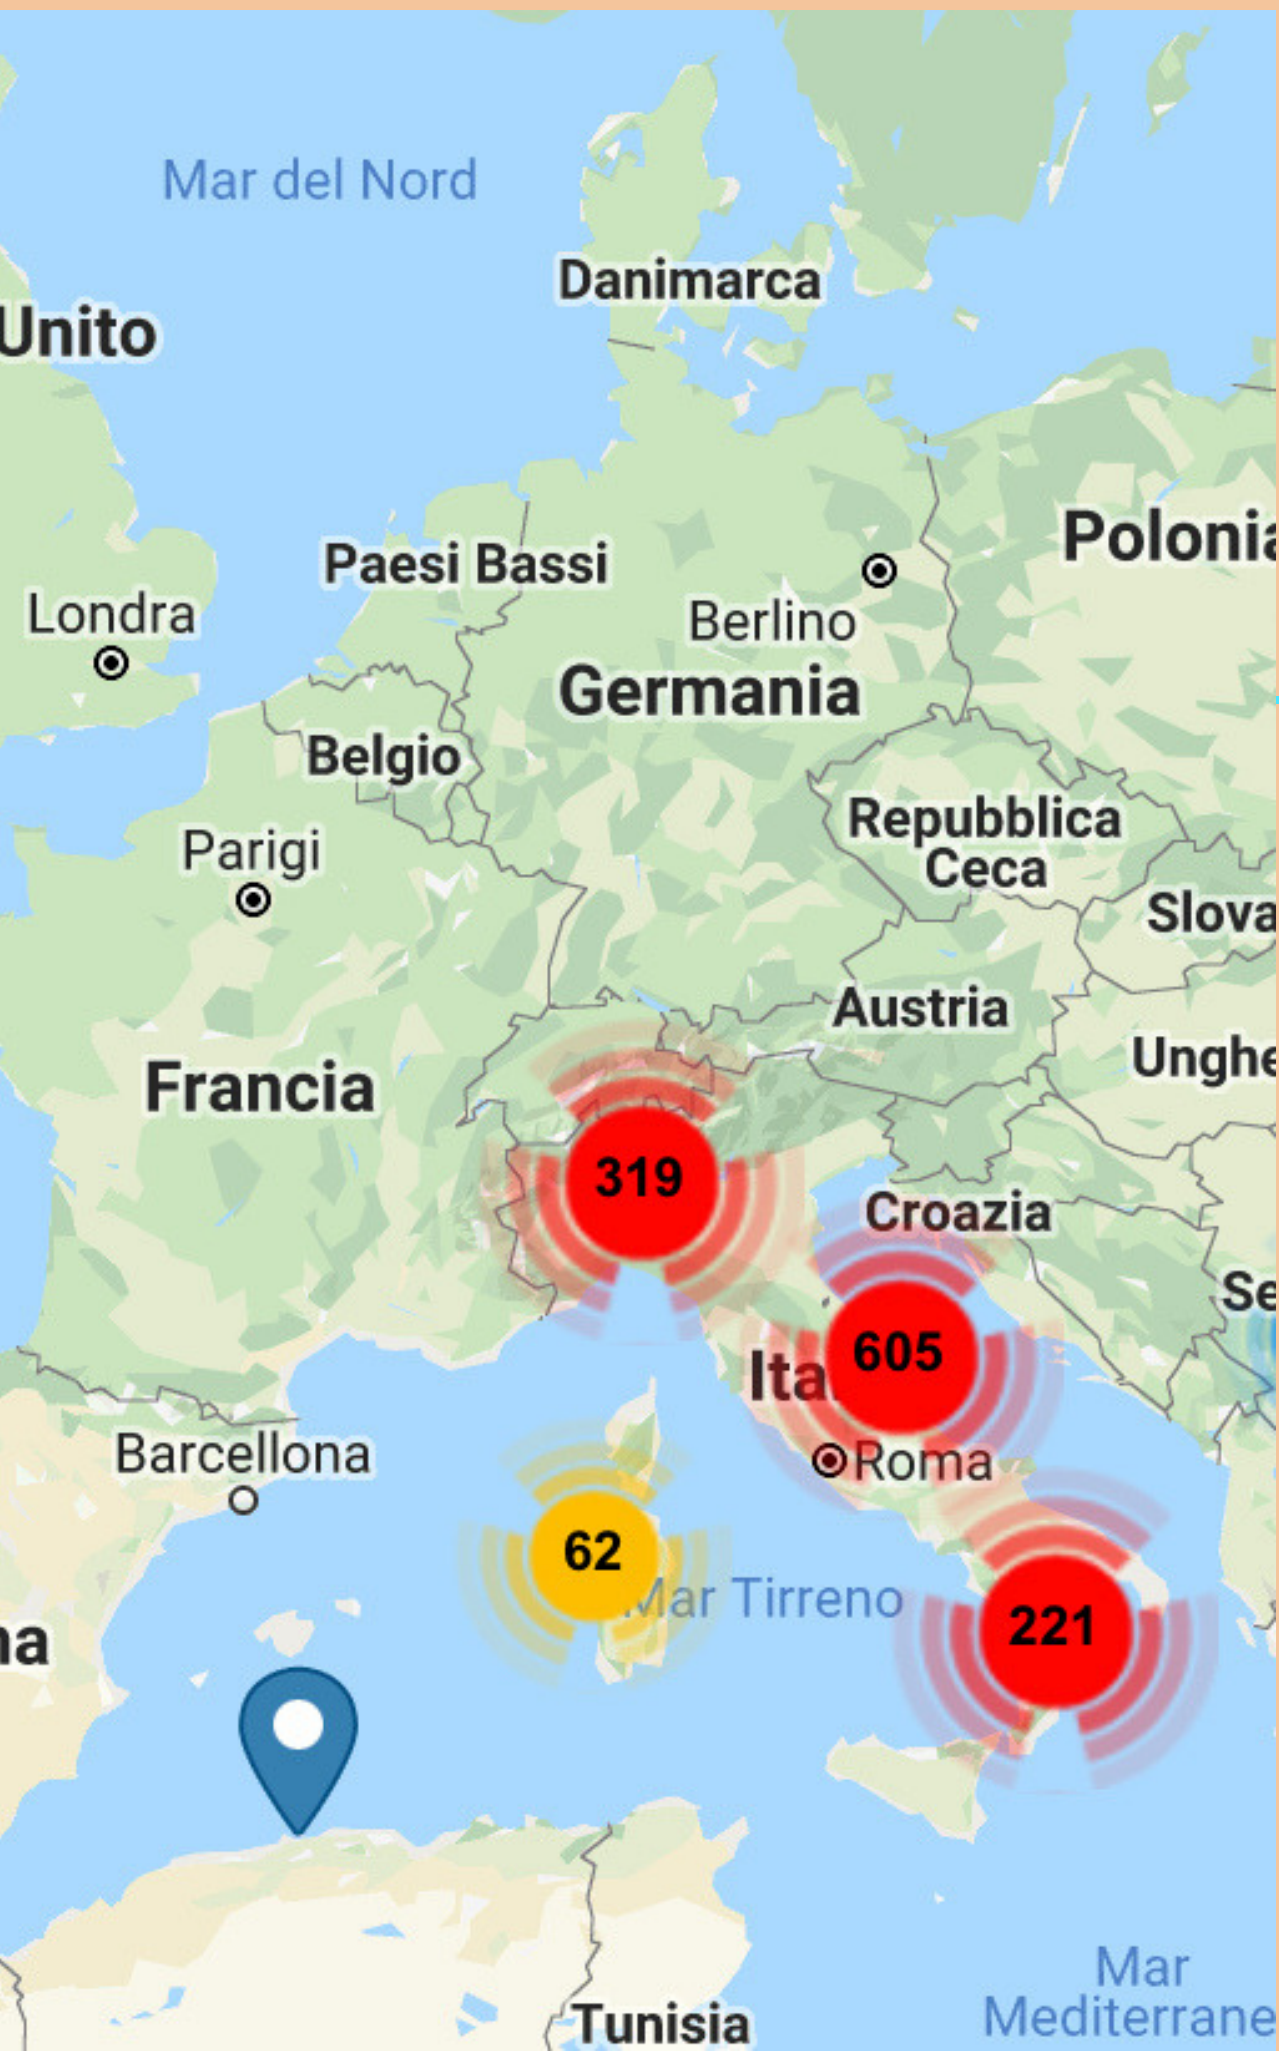 Mar del Nord
Danimarca
Unito
Polonia
Paesi Bassi
Londra
Berlino
Germania
Belgio
Repubblica
Ceca
Parigi
Slova
Austria
Unghe
Francia
319
Croazia
Se
605
Ita
Barcellona
Roma
62
Mar Tirreno
221
na
Mar
Mediterrane
Tunisia